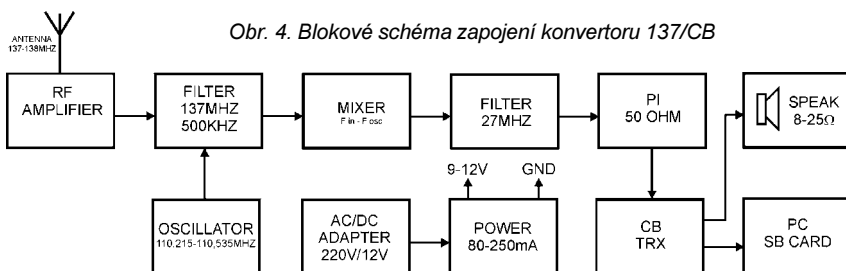 Obr. 4. Blokové schéma zapojení konvertoru 137/CB
ANTENNA
137-138MHZ
RF
AMPLIFIER
FILTER
137MHZ
500KHZ
MIXER
F in - F osc
FILTER
27MHZ
PI
50 OHM
SPEAK
8-25Ω
9-12V
GND
OSCILLATOR
110,215-110,535MHZ
AC/DC
ADAPTER
220V/12V
POWER
80-250mA
CB
TRX
PC
SB CARD